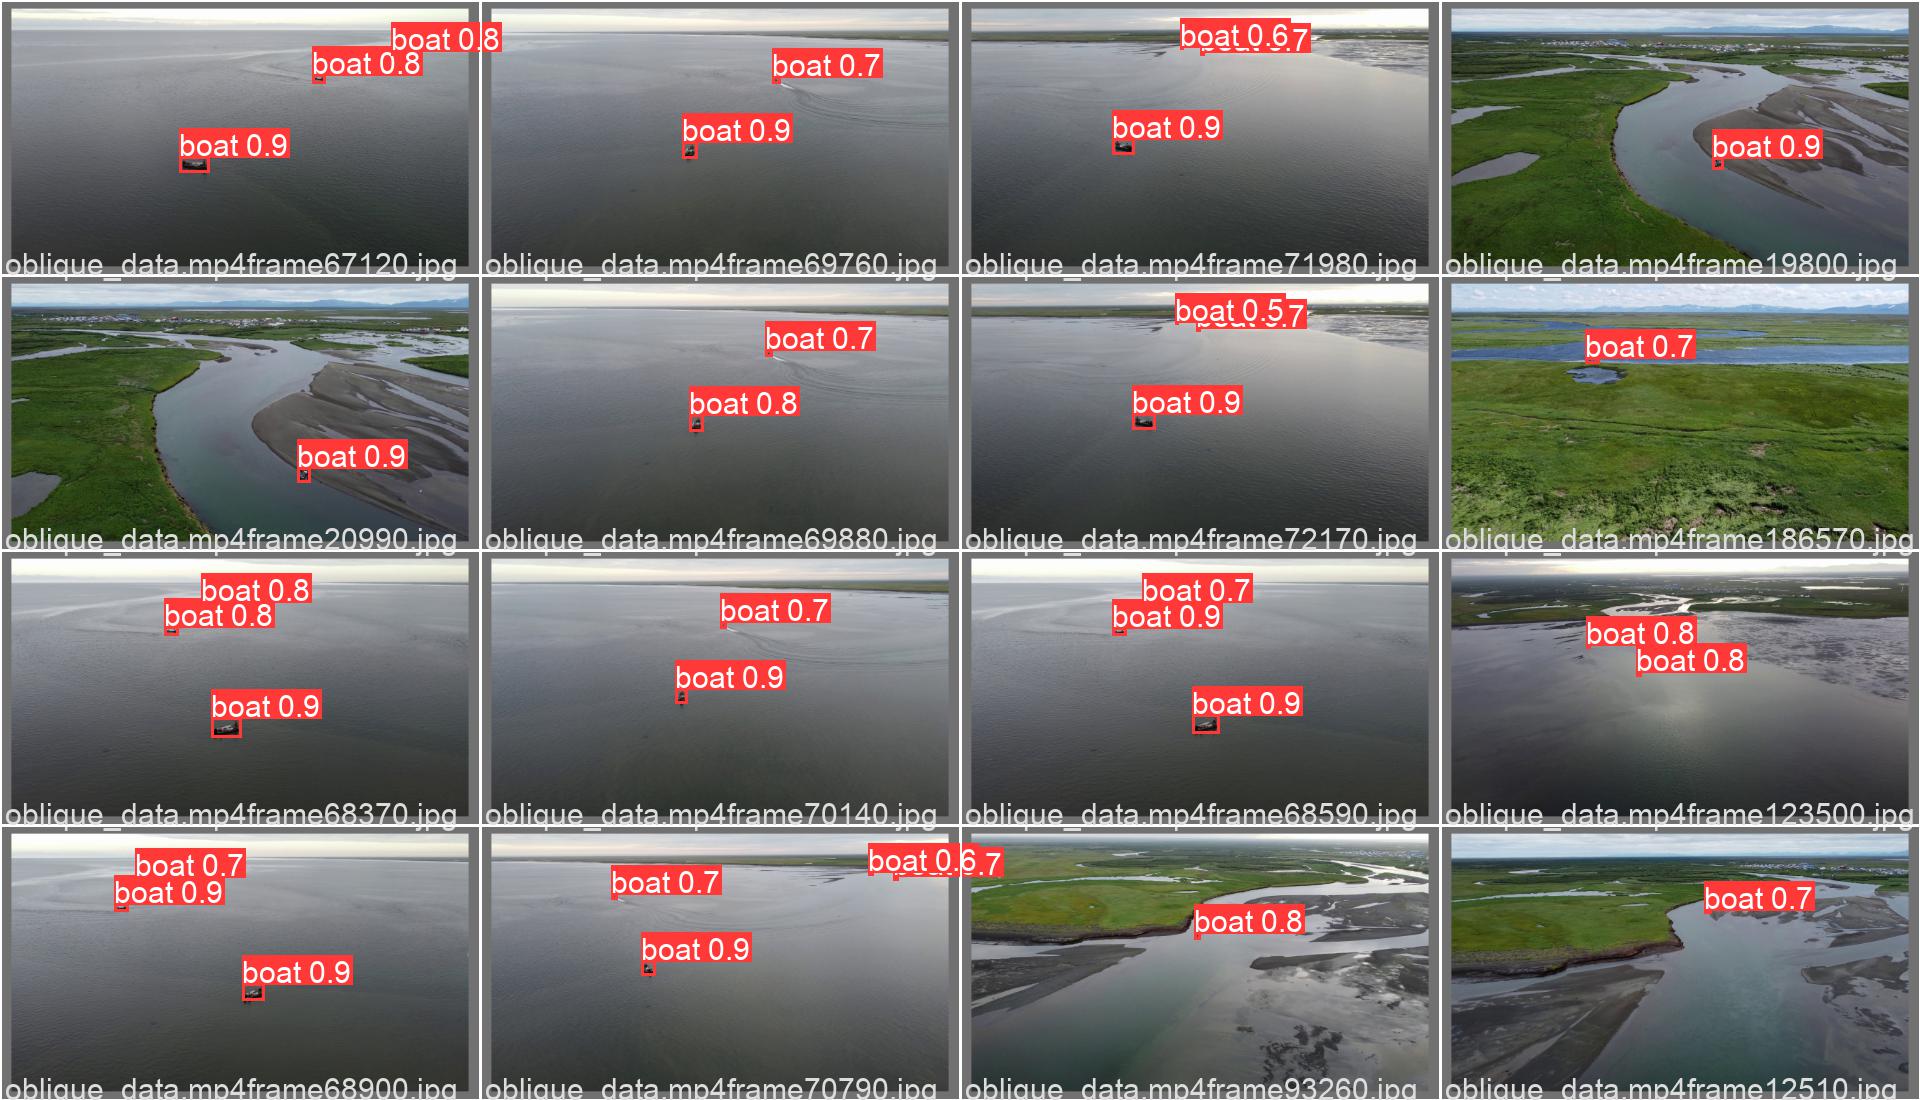 boat 0.8
boat 0.8
boat 0.9
oblique_data.mp4frame67120.jpg
boat 0.7
boat 0.9
oblique_data.mp4frame69760.jpg
boat 0.6
.7
boat 0.9
oblique_data.mp4frame71980.jpg
boat 0.9
oblique_data.mp4frame19800.jpg
boat 0.9
oblique_data.mp4frame20990.jpg
boat 0.7
boat 0.8
oblique_data.mp4frame69880.jpg
boat 0.5
.7
boat 0.9
oblique_data.mp4frame72170.jpg
boat 0.7
oblique_data.mp4frame186570.jpg
boat 0.8
boat 0.8
boat 0.9
oblique_data.mp4frame68370.jpg
boat 0.7
boat 0.9
oblique_data.mp4frame70140.jpg
boat 0.7
boat 0.9
boat 0.9
oblique_data.mp4frame68590.jpg
boat 0.8
boat 0.8
oblique_data.mp4frame123500.jpg
boat 0.7
boat 0.9
boat 0.9
oblique_data.mp4frame68900.jpg
boat 0.6
.7
boat 0.7
boat 0.9
oblique_data.mp4frame70790.jpg
boat 0.8
oblique_data.mp4frame93260.jpg
boat 0.7
oblique_data.mp4frame12510.jpg